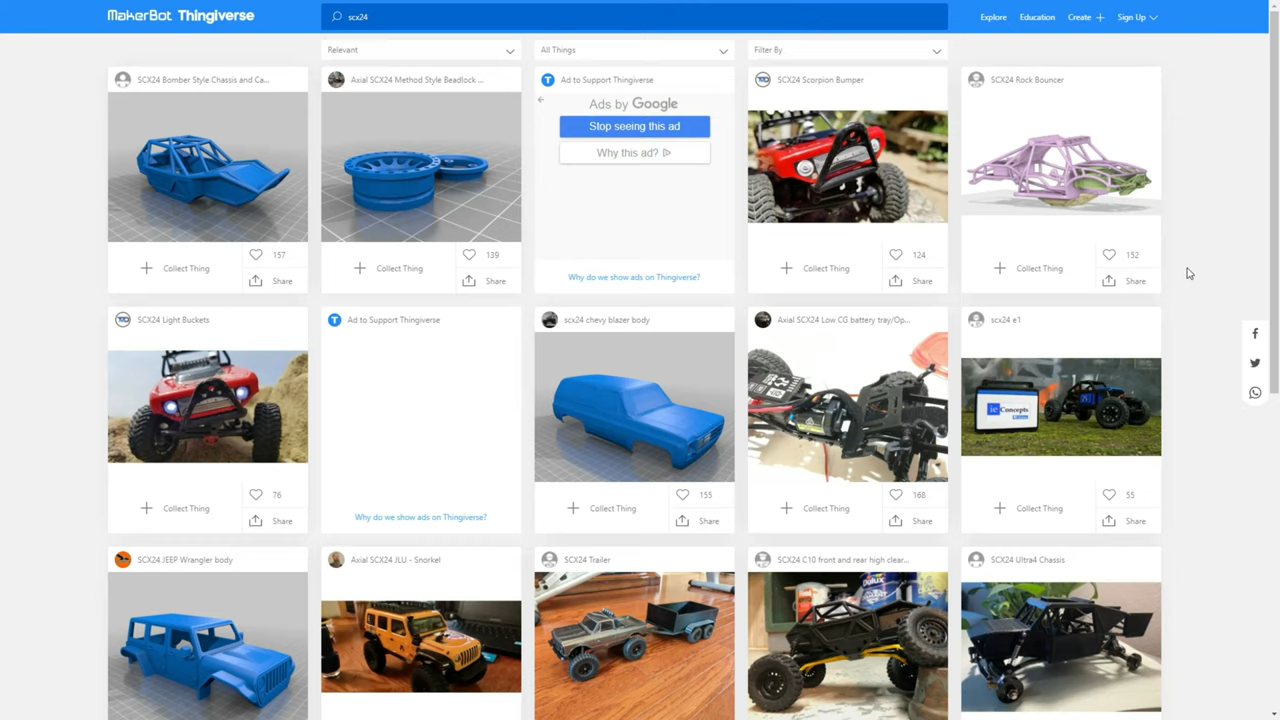 MakerBot Thingiverse
scx24
Explore
Education
Create
Sign Up
Relevant
All Things
Filter By
SCX24 Bomber Style Chassis and Ca...
Collect Thing
157
Share
Axial SCX24 Method Style Beadlock ...
Collect Thing
139
Share
Ad to Support Thingiverse
Ads by Google
Stop seeing this ad
Why this ad?
Why do we show ads on Thingiverse?
SCX24 Scorpion Bumper
Collect Thing
124
Share
SCX24 Rock Bouncer
Collect Thing
152
Share
SCX24 Light Buckets
Collect Thing
76
Share
Ad to Support Thingiverse
Why do we show ads on Thingiverse?
scx24 chevy blazer body
Collect Thing
155
Share
Axial SCX24 Low CG battery tray/Op...
Collect Thing
168
Share
scx24 e1
ie Concepts
Collect Thing
55
Share
SCX24 JEEP Wrangler body
Axial SCX24 JLU - Snorkel
SCX24 Trailer
SCX24 C10 front and rear high clear...
Dulux
SCX24 Ultra4 Chassis